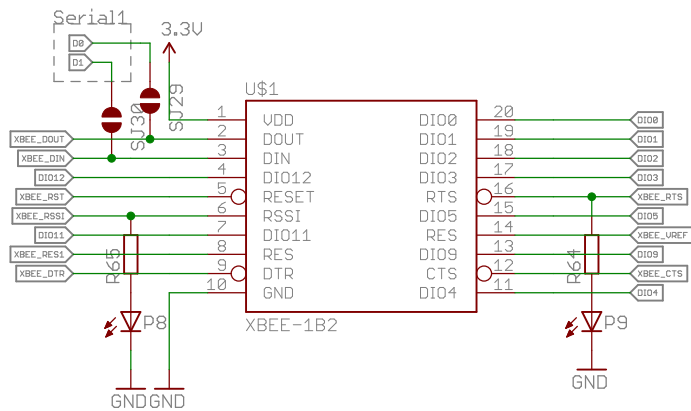 Serial1
D0
D1
3.3V
SJ30
SJ29
U$1
XBEE_DOUT
XBEE_DIN
DIO12
XBEE_RST
XBEE_RSSI
DIO11
XBEE_RES1
XBEE_DTR
1 VDD DIO0 20 DIO0
2 DOUT DIO1 19 DIO1
3 DIN DIO2 18 DIO2
4 DIO12 DIO3 17 DIO3
5 RESET RTS 16 XBEE_RTS
6 RSSI DIO5 15 DIO5
7 DIO11 RES 14 XBEE_VREF
8 RES DIO9 13 DIO9
9 DTR CTS 12 XBEE_CTS
10 GND DIO4 11 DIO4
XBEE-1B2
R65
P8
GND GND
R64
P9
GND